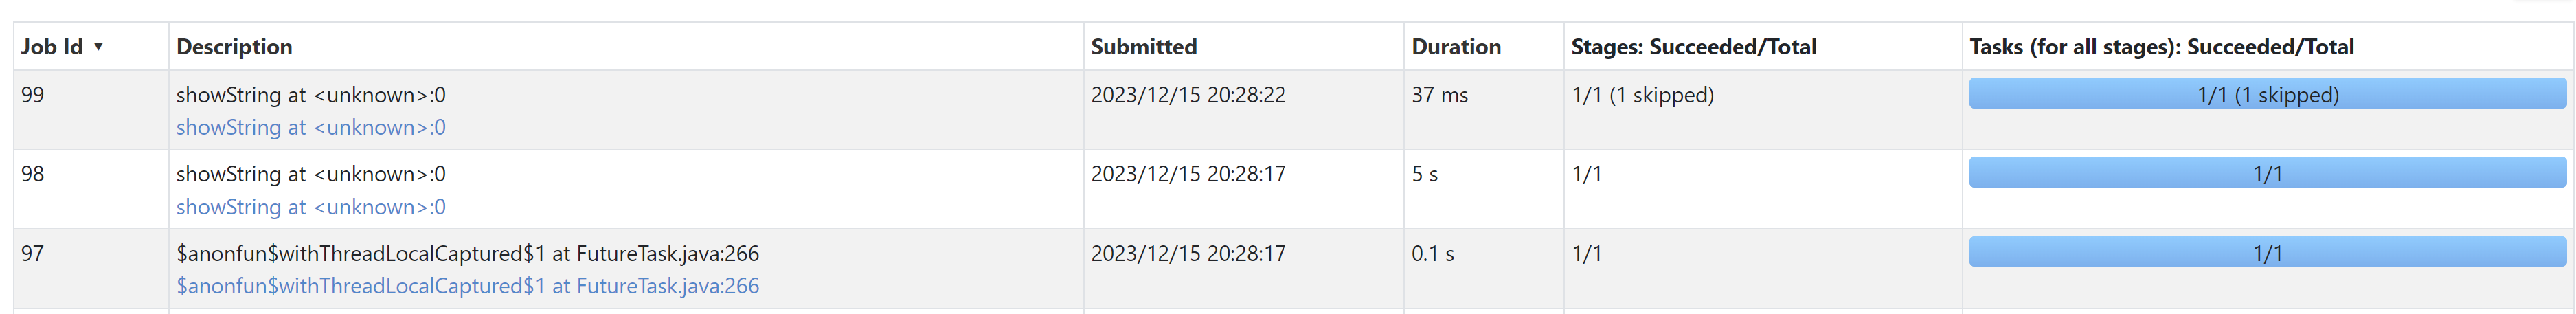 Job Id ▼ Description Submitted Duration Stages: Succeeded/Total Tasks (for all stages): Succeeded/Total
99 showString at <unknown>:0 2023/12/15 20:28:22 37 ms 1/1 (1 skipped) 1/1 (1 skipped)
showString at <unknown>:0
98 showString at <unknown>:0 2023/12/15 20:28:17 5 s 1/1 1/1
showString at <unknown>:0
97 $anonfun$withThreadLocalCaptured$1 at FutureTask.java:266 2023/12/15 20:28:17 0.1 s 1/1 1/1
$anonfun$withThreadLocalCaptured$1 at FutureTask.java:266